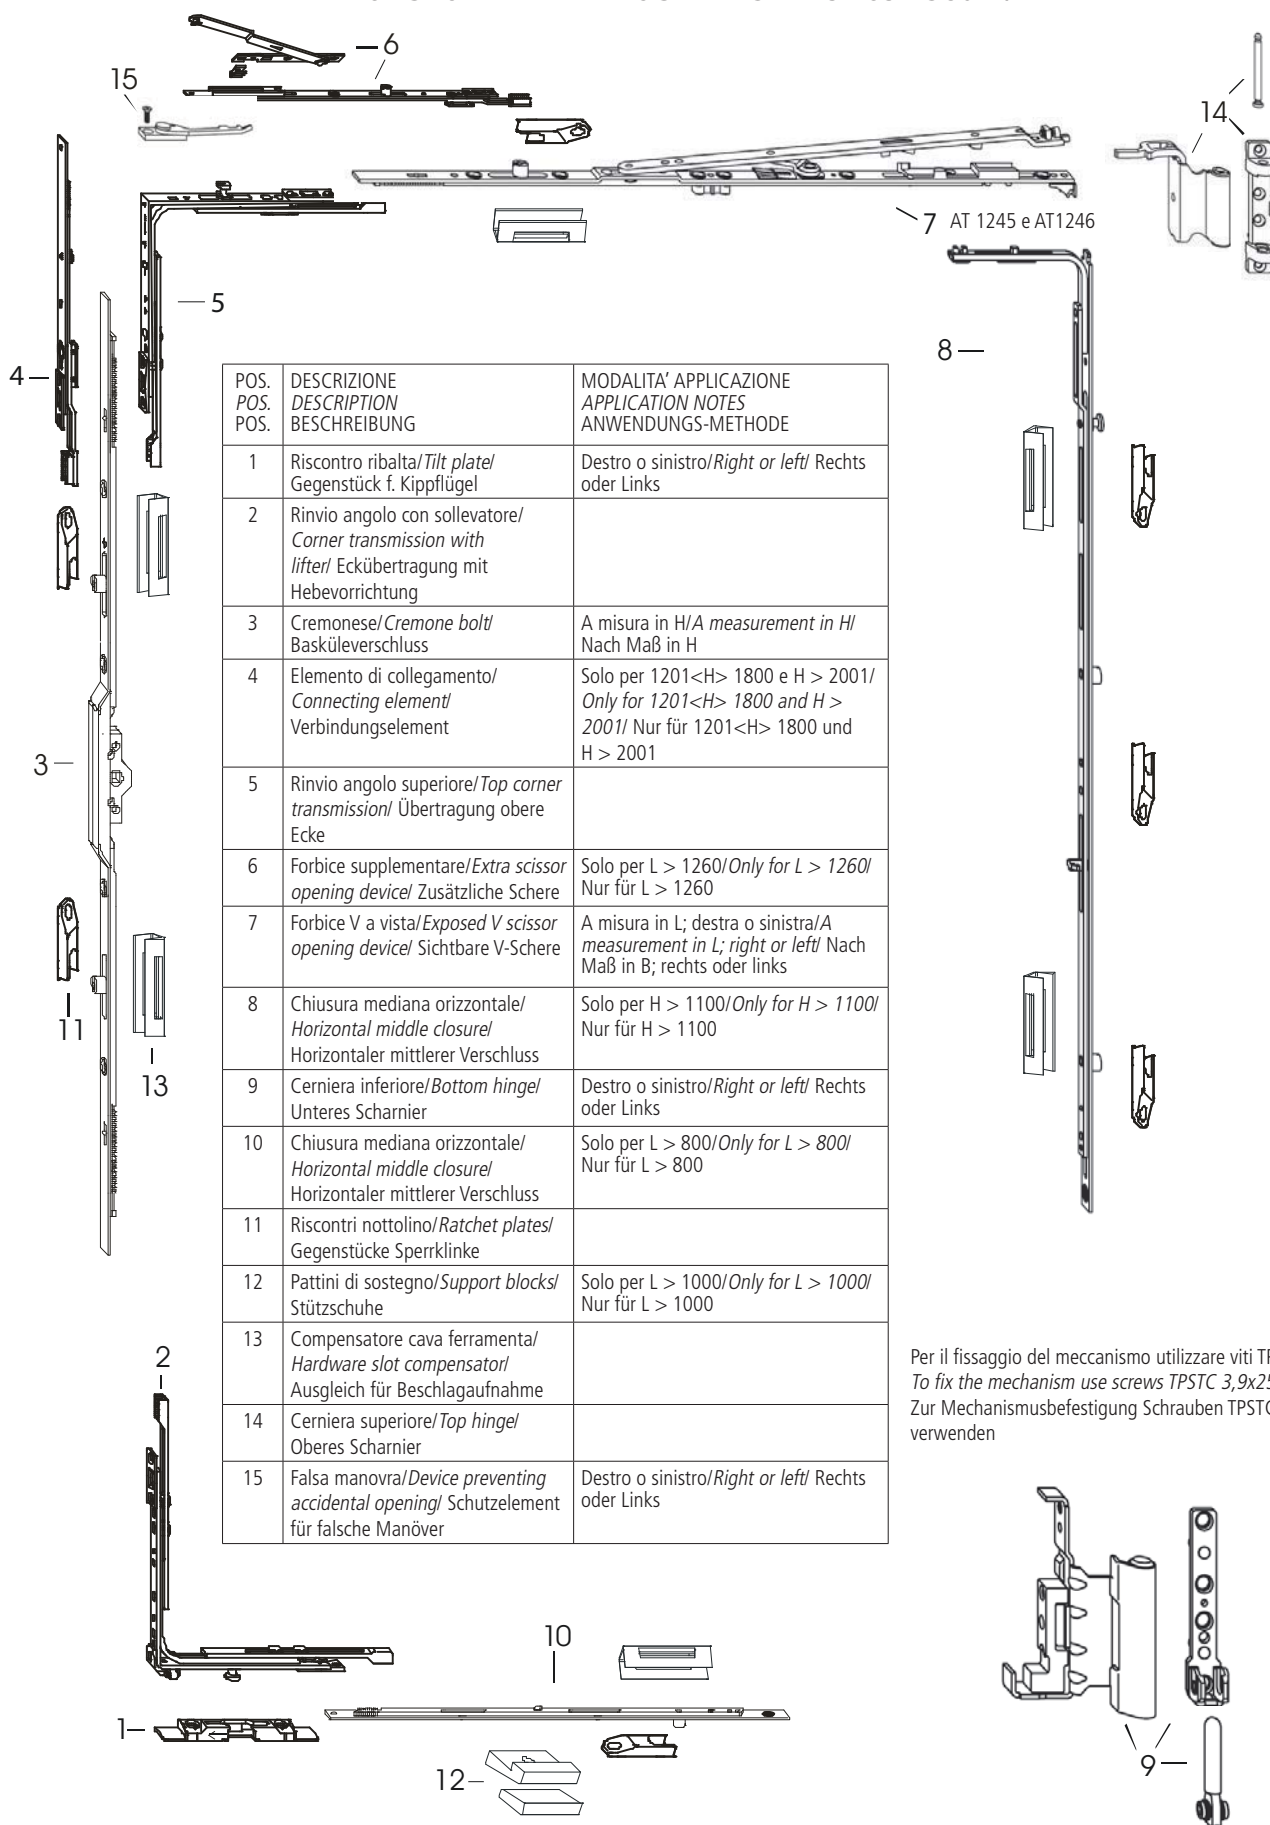 6
15
14
7 AT 1245 e AT1246
5
8
4
POS. DESCRIZIONE MODALITA’ APPLICAZIONE
POS. DESCRIPTION APPLICATION NOTES
POS. BESCHREIBUNG ANWENDUNGS-METHODE
1 Riscontro ribalta/Tilt plate/ Destro o sinistro/Right or left/ Rechts
Gegenstück f. Kippflügel oder Links
2 Rinvio angolo con sollevatore/
Corner transmission with
lifter/ Eckübertragung mit
Hebevorrichtung
3 Cremonese/Cremone bolt/ A misura in H/A measurement in H/
Basküleverschluss Nach Maß in H
4 Elemento di collegamento/ Solo per 1201<H> 1800 e H > 2001/
Connecting element/ Only for 1201<H> 1800 and H >
Verbindungselement 2001/ Nur für 1201<H> 1800 und
H > 2001
5 Rinvio angolo superiore/Top corner
transmission/ Übertragung obere
Ecke
6 Forbice supplementare/Extra scissor Solo per L > 1260/Only for L > 1260/
opening device/ Zusätzliche Schere Nur für L > 1260
7 Forbice V a vista/Exposed V scissor A misura in L; destra o sinistra/A
opening device/ Sichtbare V-Schere measurement in L; right or left/ Nach
Maß in B; rechts oder links
8 Chiusura mediana orizzontale/ Solo per H > 1100/Only for H > 1100/
Horizontal middle closure/ Nur für H > 1100
Horizontaler mittlerer Verschluss
9 Cerniera inferiore/Bottom hinge/ Destro o sinistro/Right or left/ Rechts
Unteres Scharnier oder Links
10 Chiusura mediana orizzontale/ Solo per L > 800/Only for L > 800/
Horizontal middle closure/ Nur für L > 800
Horizontaler mittlerer Verschluss
11 Riscontri nottolino/Ratchet plates/
Gegenstücke Sperrklinke
12 Pattini di sostegno/Support blocks/ Solo per L > 1000/Only for L > 1000/
Stützschuhe Nur für L > 1000
13 Compensatore cava ferramenta/
Hardware slot compensator/
Ausgleich für Beschlagaufnahme
14 Cerniera superiore/Top hinge/
Oberes Scharnier
15 Falsa manovra/Device preventing Destro o sinistro/Right or left/ Rechts
accidental opening/ Schutzelement oder Links
für falsche Manöver
3
11
13
2
Per il fissaggio del meccanismo utilizzare viti
To fix the mechanism use screws TPSTC 3,9x25
Zur Mechanismusbefestigung Schrauben TPSTC
verwenden
10
1
12
9